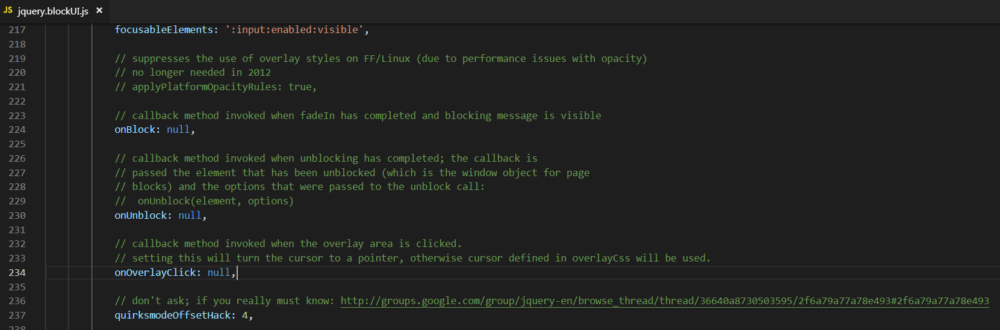 JS jquery.blockUI.js ×
217 focusableElements: ':input:enabled:visible',
218
219 // suppresses the use of overlay styles on FF/Linux (due to performance issues with opacity)
220 // no longer needed in 2012
221 // applyPlatformOpacityRules: true,
222
223 // callback method invoked when fadeIn has completed and blocking message is visible
224 onBlock: null,
225
226 // callback method invoked when unblocking has completed; the callback is
227 // passed the element that has been unblocked (which is the window object for page
228 // blocks) and the options that were passed to the unblock call:
229 //  onUnblock(element, options)
230 onUnblock: null,
231
232 // callback method invoked when the overlay area is clicked.
233 // setting this will turn the cursor to a pointer, otherwise cursor defined in overlayCss will be used.
234 onOverlayClick: null,
235
236 // don't ask; if you really must know: http://groups.google.com/group/jquery-en/browse_thread/thread/36640a8730503595/2f6a79a77a78e493#2f6a79a77a78e493
237 quirksmodeOffsetHack: 4,
238